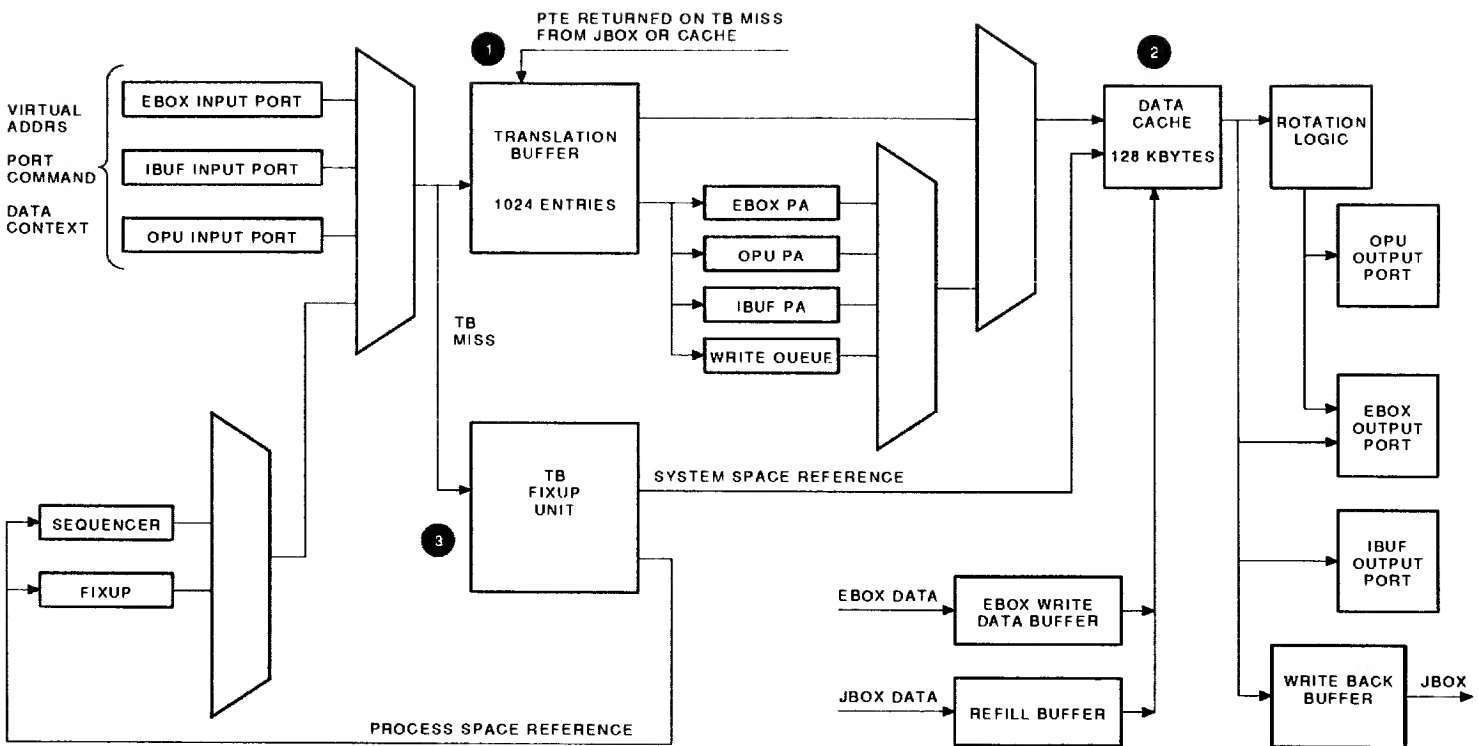 PTE RETURNED ON TB MISS
FROM JBOX OR CACHE
1
2
VIRTUAL
ADDRS
PORT
COMMAND
DATA
CONTEXT
EBOX INPUT PORT
IBUF INPUT PORT
OPU INPUT PORT
TRANSLATION
BUFFER
1024 ENTRIES
EBOX PA
OPU PA
IBUF PA
WRITE QUEUE
DATA
CACHE
128 KBYTES
ROTATION
LOGIC
OPU
OUTPUT
PORT
EBOX
OUTPUT
PORT
IBUF
OUTPUT
PORT
TB
MISS
TB
FIXUP
UNIT
3
SYSTEM SPACE REFERENCE
SEQUENCER
FIXUP
PROCESS SPACE REFERENCE
EBOX DATA
EBOX WRITE
DATA BUFFER
JBOX DATA
REFILL BUFFER
WRITE BACK
BUFFER
JBOX